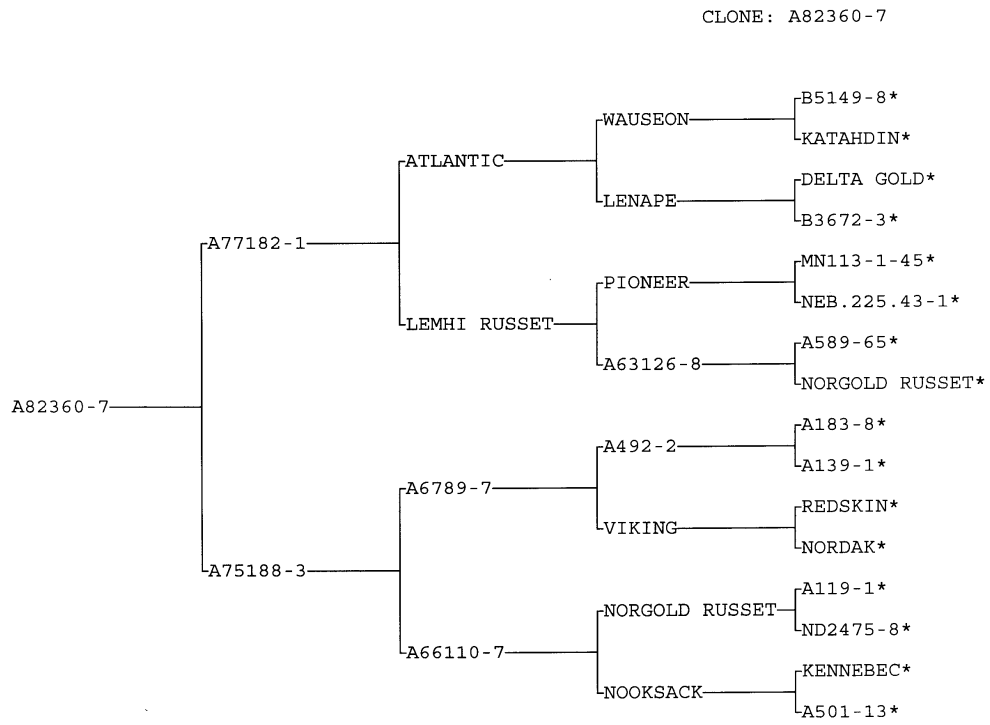 CLONE: A82360-7
B5149-8*
WAUSEON
KATAHDIN*
ATLANTIC
DELTA GOLD*
LENAPE
B3672-3*
A77182-1
MN113-1-45*
PIONEER
NEB.225.43-1*
LEMHI RUSSET
A589-65*
A63126-8
NORGOLD RUSSET*
A82360-7
A183-8*
A492-2
A139-1*
A6789-7
REDSKIN*
VIKING
NORDAK*
A75188-3
A119-1*
NORGOLD RUSSET
ND2475-8*
A66110-7
KENNEBEC*
NOOKSACK
A501-13*